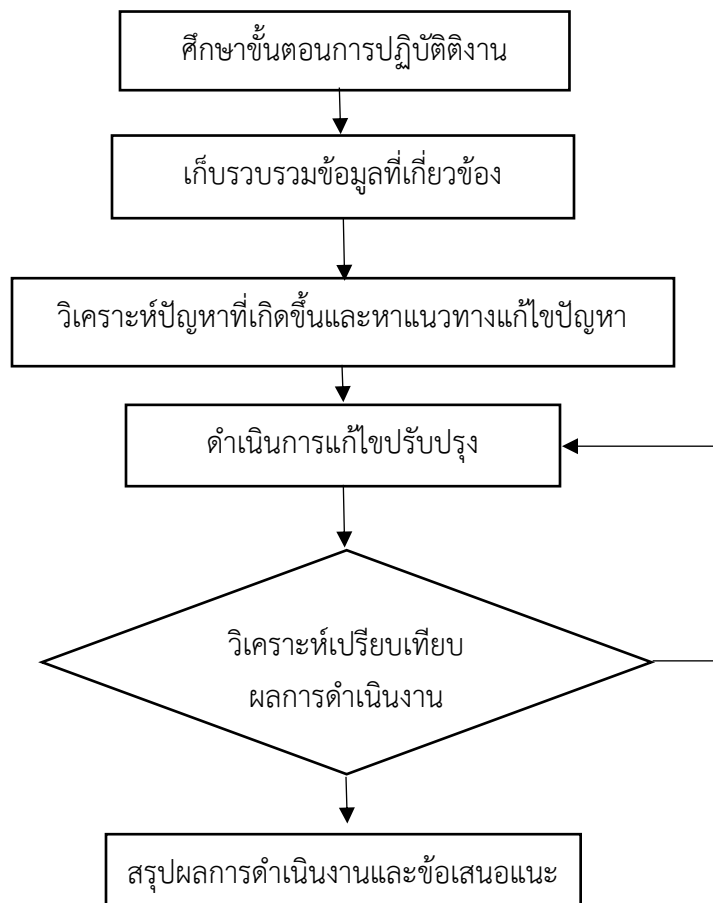 ศึกษาขั้นตอนการปฏิบัติติงาน
เก็บรวบรวมข้อมูลที่เกี่ยวข้อง
วิเคราะห์ปัญหาที่เกิดขึ้นและหาแนวทางแก้ไขปัญหา
ดำเนินการแก้ไขปรับปรุง
วิเคราะห์เปรียบเทียบ
ผลการดำเนินงาน
สรุปผลการดำเนินงานและข้อเสนอแนะ